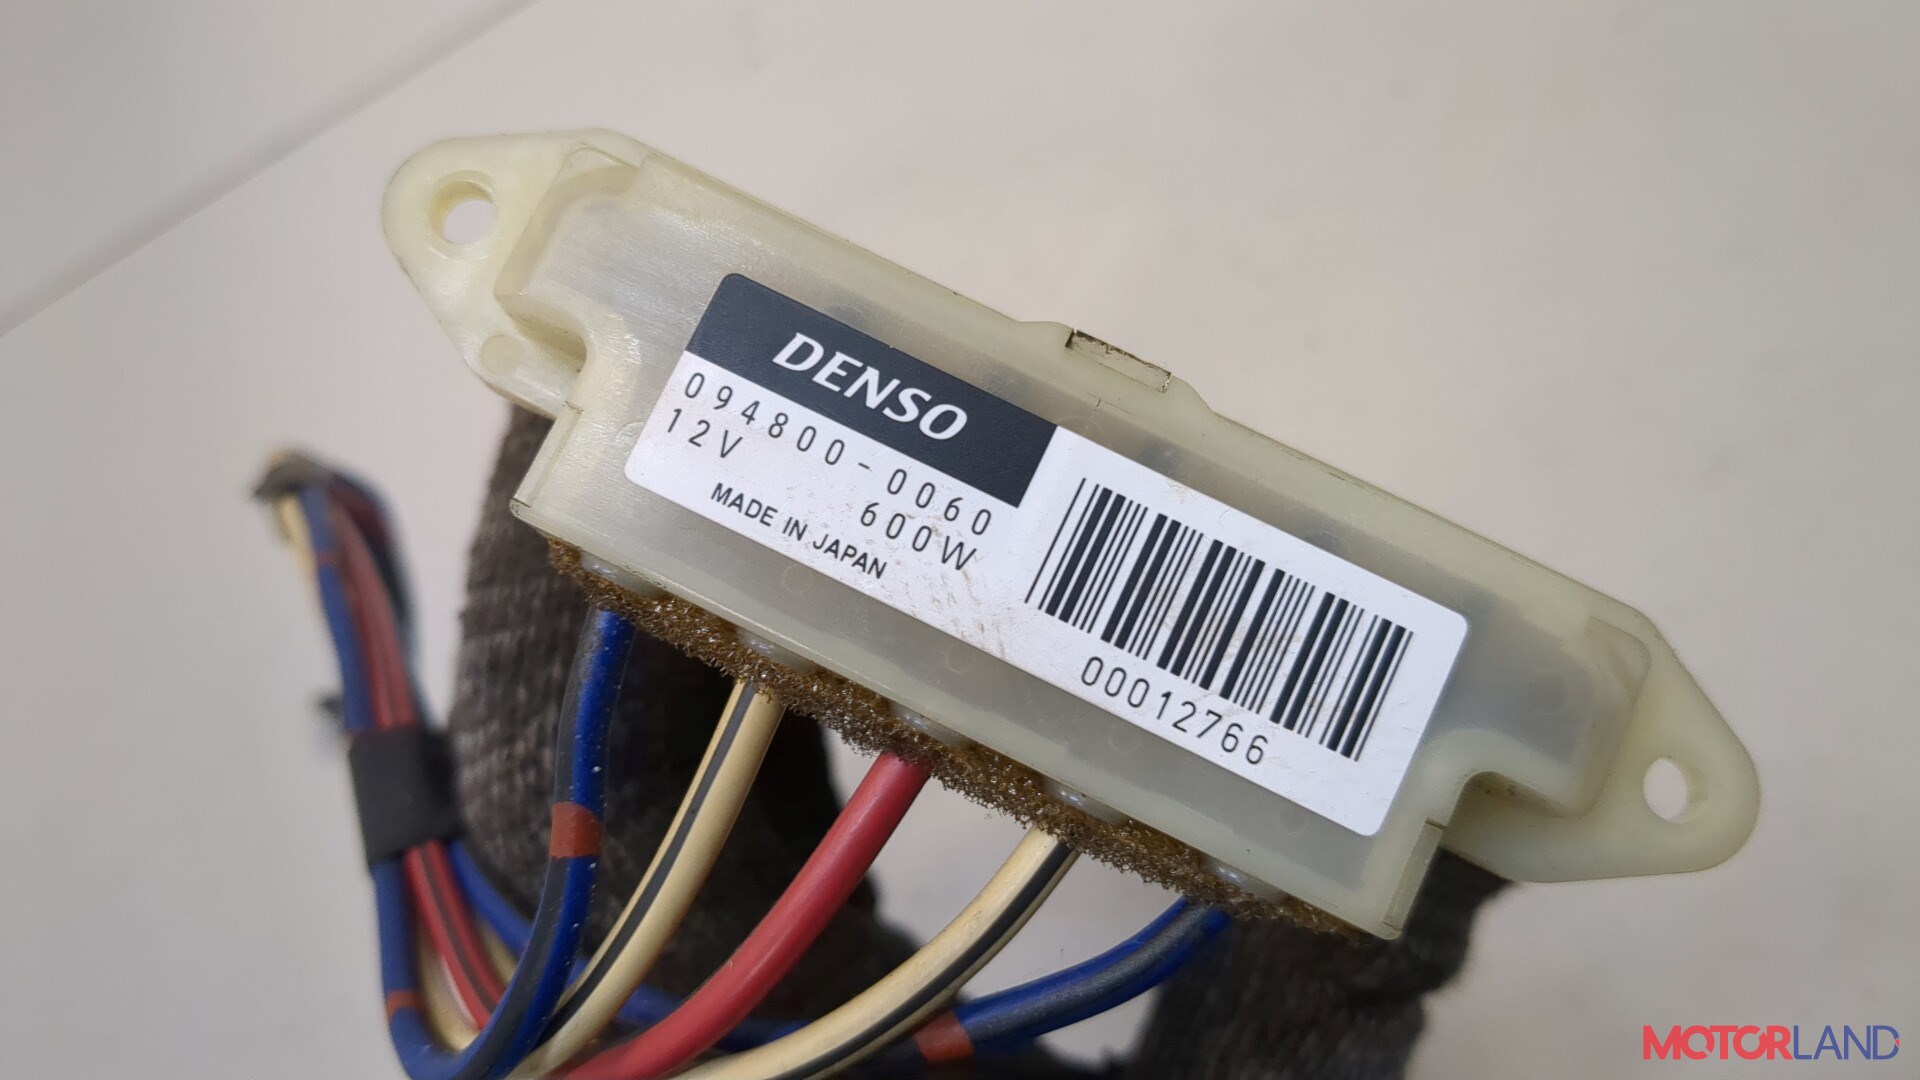 DENSO
094800-0060
12V 600W
MADE IN JAPAN
00012766
MOTORLAND